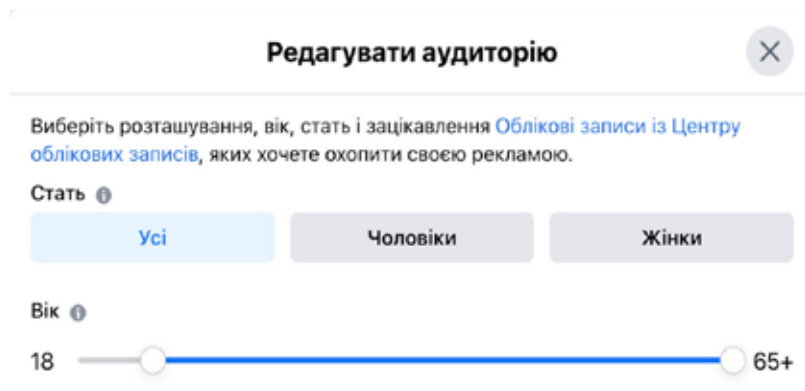 Редагувати аудиторію
Виберіть розташування, вік, стать і зацікавлення Облікові записи із Центру
облікових записів, яких хочете охопити своєю рекламою.
Стать
Усі
Чоловіки
Жінки
Вік
18
65+